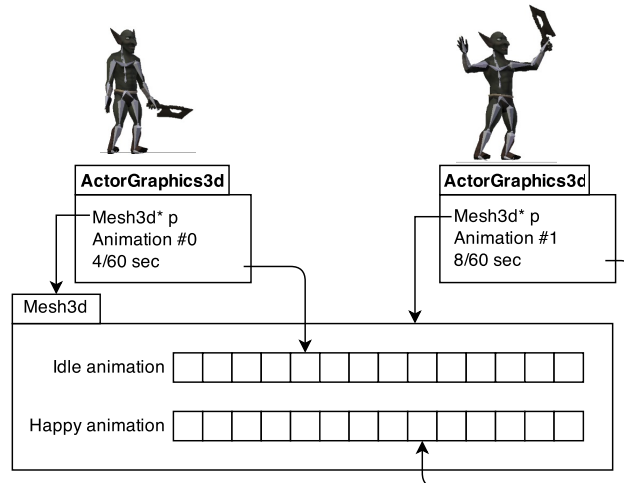 ActorGraphics3d
Mesh3d* p
Animation #0
4/60 sec
ActorGraphics3d
Mesh3d* p
Animation #1
8/60 sec
Mesh3d
Idle animation
Happy animation